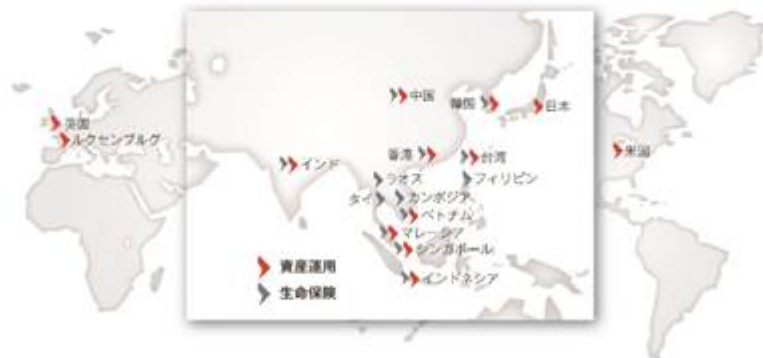 中国
韓国
日本
英国
ルクセンブルグ
香港
台湾
米国
インド
ラオス
フィリピン
タイ
カンボジア
ベトナム
マレーシア
シンガポール
インドネシア
資産運用
生命保険